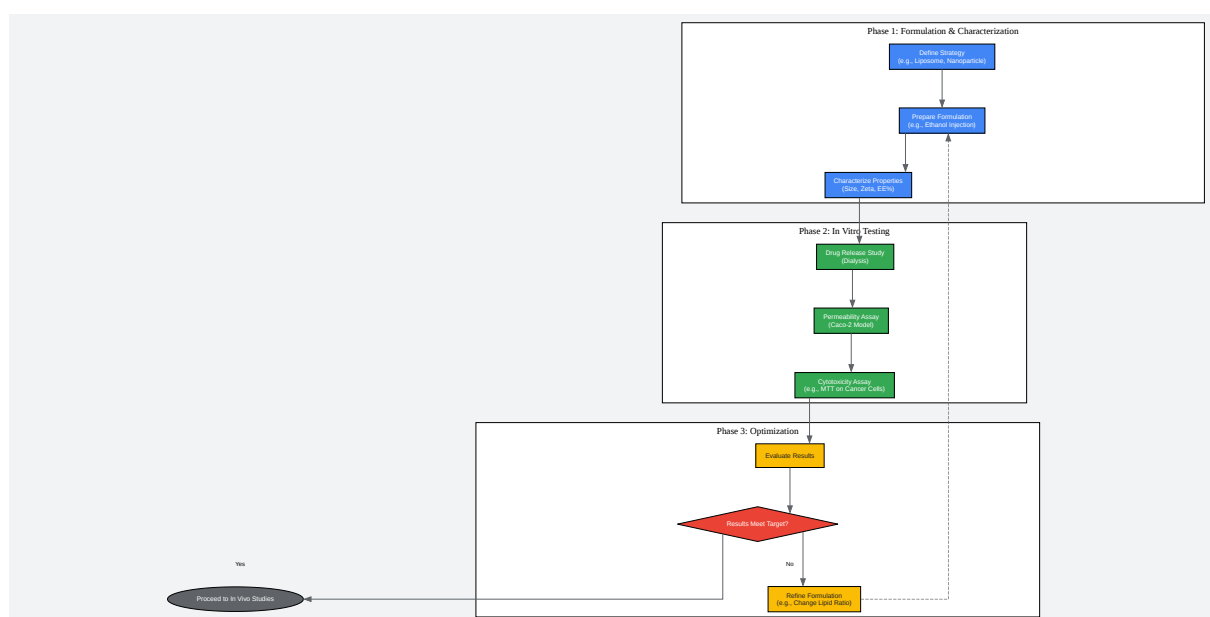 Phase 1: Formulation & Characterization
Define Strategy
(e.g., Liposome, Nanoparticle)
Prepare Formulation
(e.g., Ethanol Injection)
Characterize Properties
(Size, Zeta, EE%)
Phase 2: In Vitro Testing
Drug Release Study
(Dialysis)
Permeability Assay
(Caco-2 Model)
Cytotoxicity Assay
(e.g., MTT on Cancer Cells)
Phase 3: Optimization
Evaluate Results
Results Meet Target?
Yes
No
Proceed to In Vivo Studies
Refine Formulation
(e.g., Change Lipid Ratio)